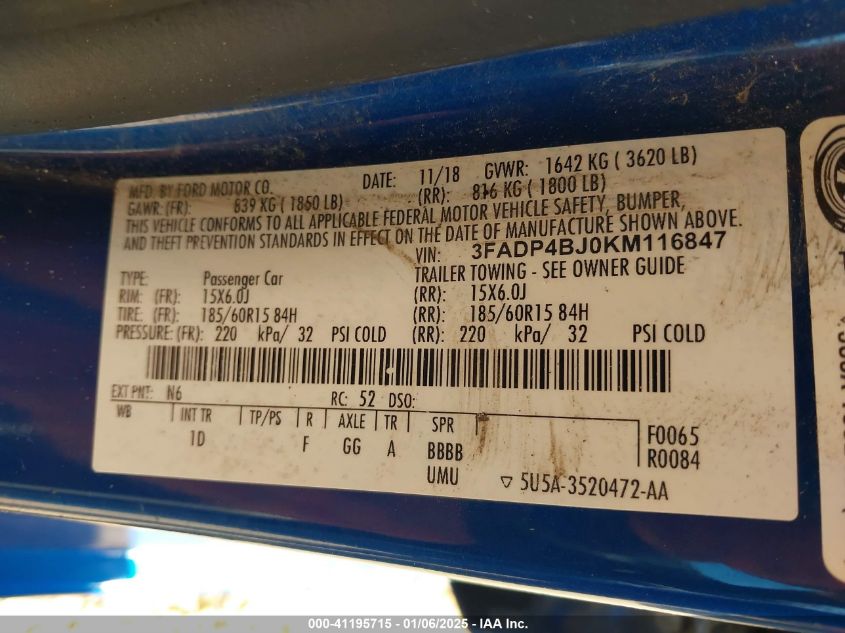 MFD. BY FORD MOTOR CO. DATE: 11/18 GVWR: 1642 KG ( 3620 LB)
GAWR: (FR): 839 KG ( 1850 LB) (RR): 816 KG ( 1800 LB)
THIS VEHICLE CONFORMS TO ALL APPLICABLE FEDERAL MOTOR VEHICLE SAFETY, BUMPER,
AND THEFT PREVENTION STANDARDS IN EFFECT ON THE DATE OF MANUFACTURE SHOWN ABOVE.
VIN: 3FADP4BJ0KM116847
TYPE: Passenger Car TRAILER TOWING - SEE OWNER GUIDE
RIM: (FR): 15X6.0J (RR): 15X6.0J
TIRE: (FR): 185/60R15 84H (RR): 185/60R15 84H
PRESSURE: (FR): 220 kPa/ 32 PSI COLD (RR): 220 kPa/ 32 PSI COLD
EXT PNT: N6 RC: 52 DSO:
WB INT TR TP/PS R AXLE TR SPR F0065
1D F GG A BBBB R0084
UMU ▽ 5U5A-3520472-AA
000-41195715 - 01/06/2025 - IAA Inc.